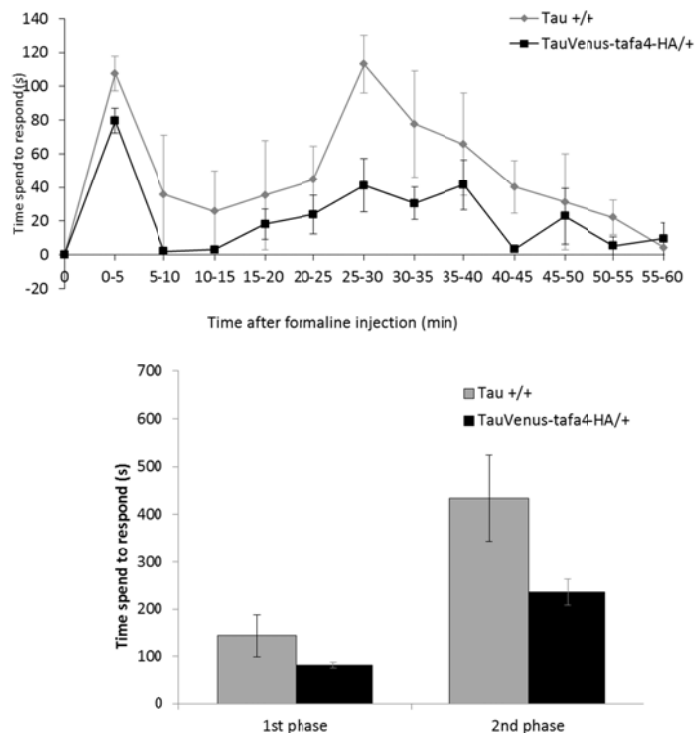 140
120
100
80
60
40
20
0
-20
Time spend to respond (s)
Tau +/+
TauVenus-tafa4-HA/+
0 0-5 5-10 10-15 15-20 20-25 25-30 30-35 35-40 40-45 45-50 50-55 55-60
Time after formaline injection (min)
700
600
500
400
300
200
100
0
Time spend to respond (s)
Tau +/+
TauVenus-tafa4-HA/+
1st phase 2nd phase